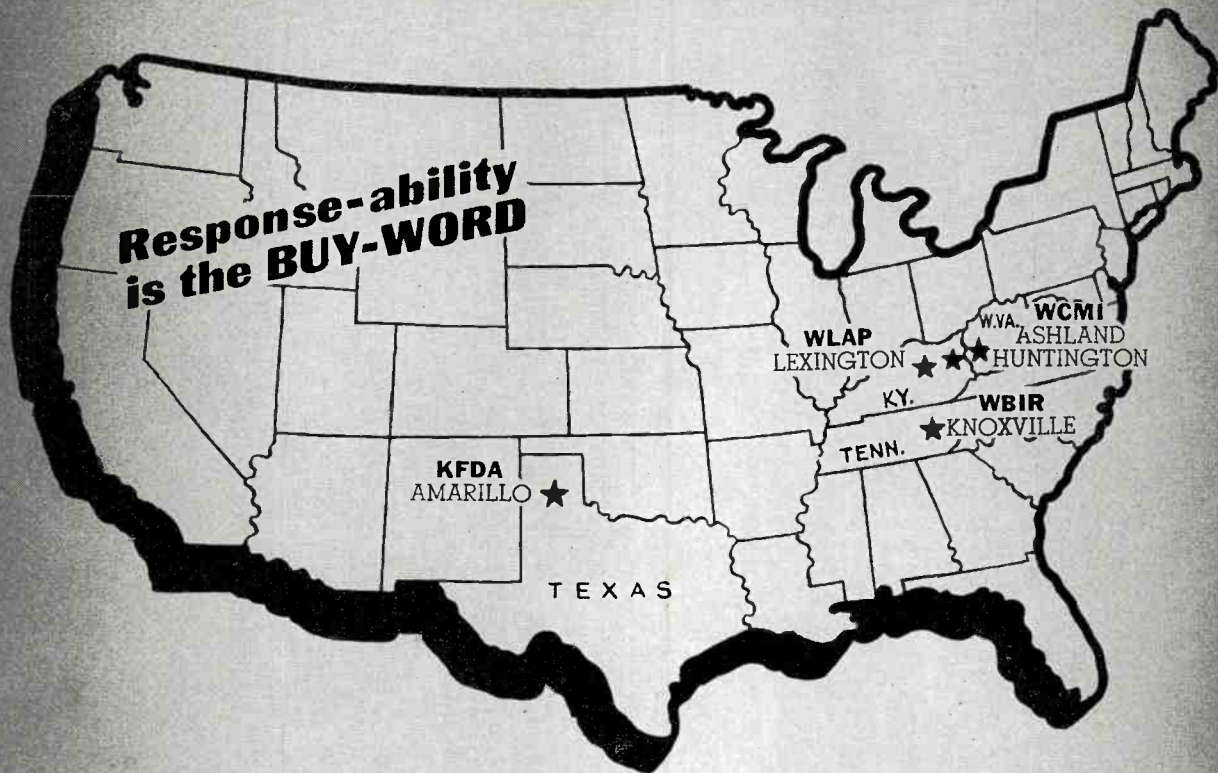 Response-ability
is the BUY-WORD
W.VA.
WCMI
ASHLAND
HUNTINGTON
WLAP
LEXINGTON
KY.
WBIR
KNOXVILLE
TENN.
KFDA
AMARILLO
TEXAS